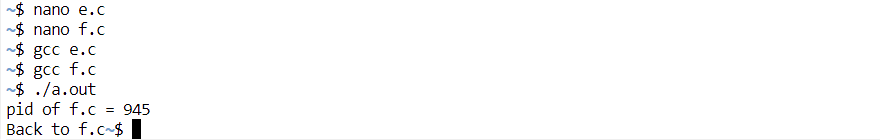 ~$ nano e.c
~$ nano f.c
~$ gcc e.c
~$ gcc f.c
~$ ./a.out
pid of f.c = 945
Back to f.c~$